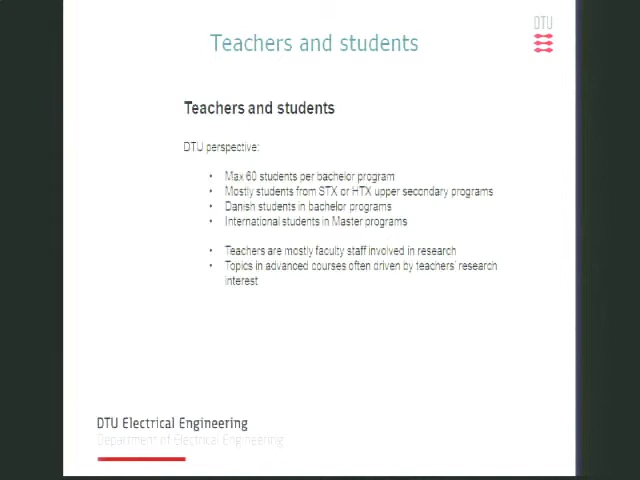 DTU
Teachers and students
Teachers and students
DTU perspective:
• Max 60 students per bachelor program
• Mostly students from STX or HTX upper secondary programs
• Danish students in bachelor programs
• International students in Master programs
• Teachers are mostly faculty staff involved in research
• Topics in advanced courses often driven by teachers' research
interest
DTU Electrical Engineering
Department of Electrical Engineering